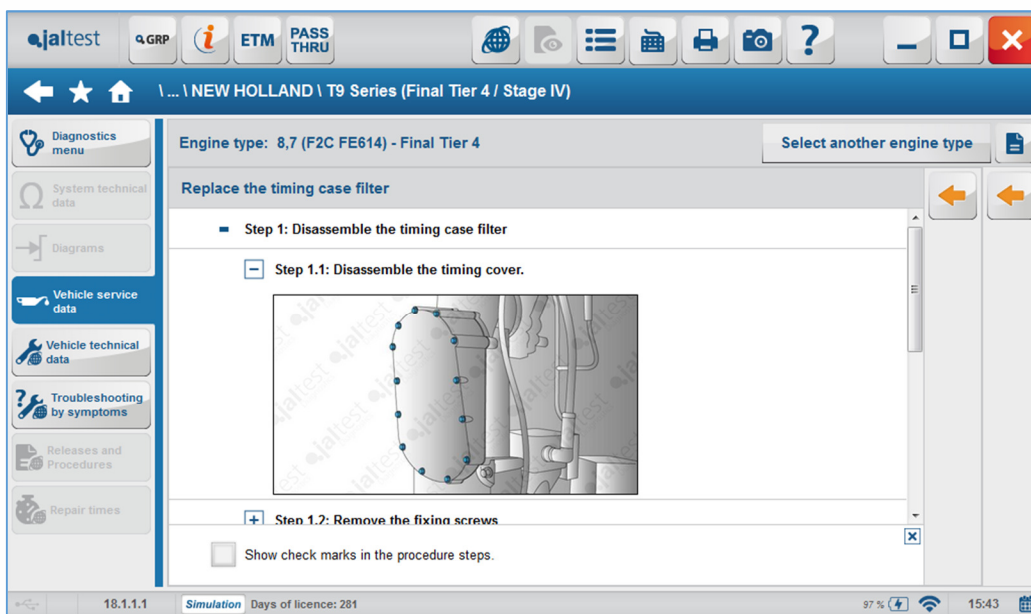 jaltest
GRP
i
ETM
PASS
THRU
?
\ ... \ NEW HOLLAND \ T9 Series (Final Tier 4 / Stage IV)
Diagnostics
menu
System technical
data
Diagrams
Vehicle service
data
Vehicle technical
data
Troubleshooting
by symptoms
Releases and
Procedures
Repair times
Engine type: 8,7 (F2C FE614) - Final Tier 4
Select another engine type
Replace the timing case filter
Step 1: Disassemble the timing case filter
Step 1.1: Disassemble the timing cover.
jaltest
jaltest
jaltest
jaltest
Step 1.2: Remove the fixing screws
Show check marks in the procedure steps.
18.1.1.1
Simulation
Days of licence: 281
97 %
15:43